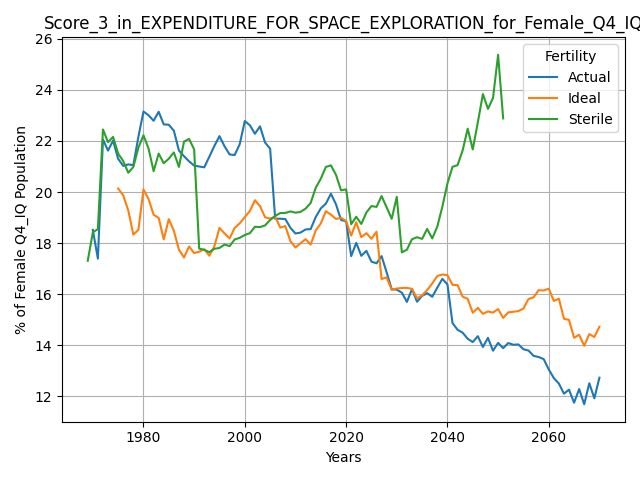 Score_3_in_EXPENDITURE_FOR_SPACE_EXPLORATION_for_Female_Q4_IQ
26
24
22
20
18
16
14
12
% of Female Q4_IQ Population
Fertility
Actual
Ideal
Sterile
1980 2000 2020 2040 2060
Years